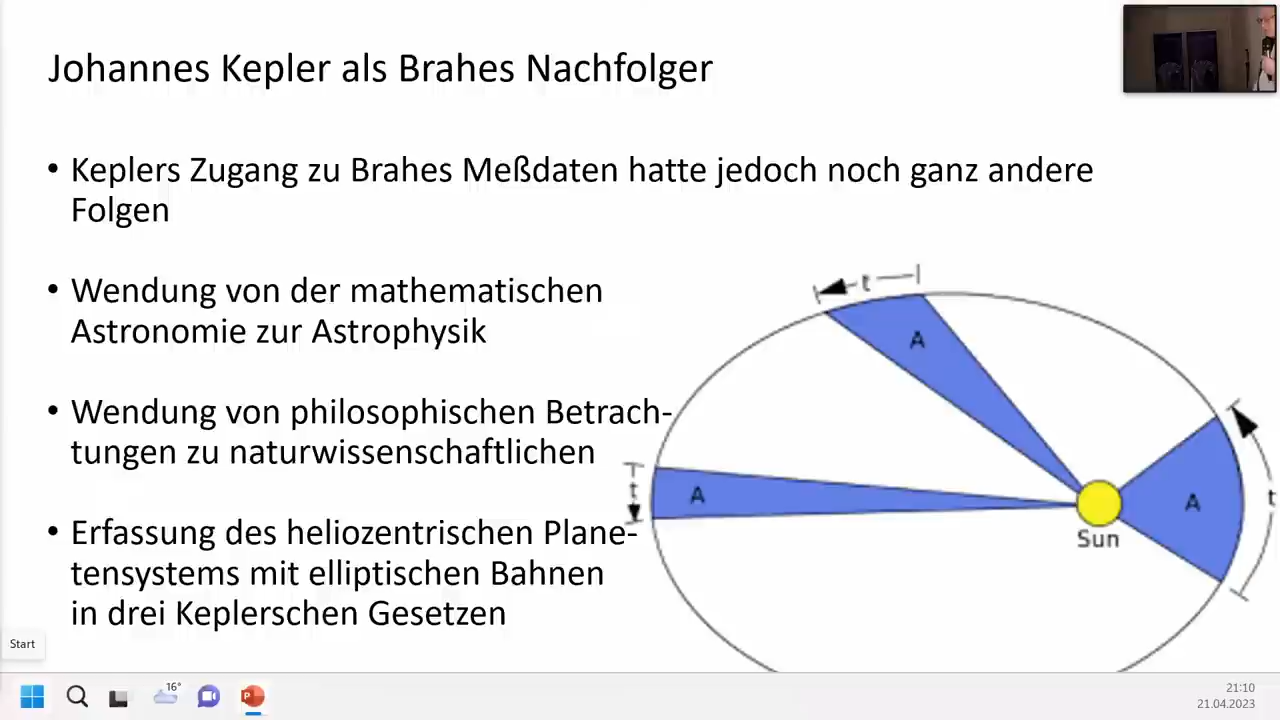 Johannes Kepler als Brahes Nachfolger
• Keplers Zugang zu Brahes Meßdaten hatte jedoch noch ganz andere
Folgen
• Wendung von der mathematischen
Astronomie zur Astrophysik
• Wendung von philosophischen Betrach-
tungen zu naturwissenschaftlichen
• Erfassung des heliozentrischen Plane-
tensystems mit elliptischen Bahnen
in drei Keplerschen Gesetzen
t
A
t
A
A
t
Sun
Start
16°
P
21:10
21.04.2023